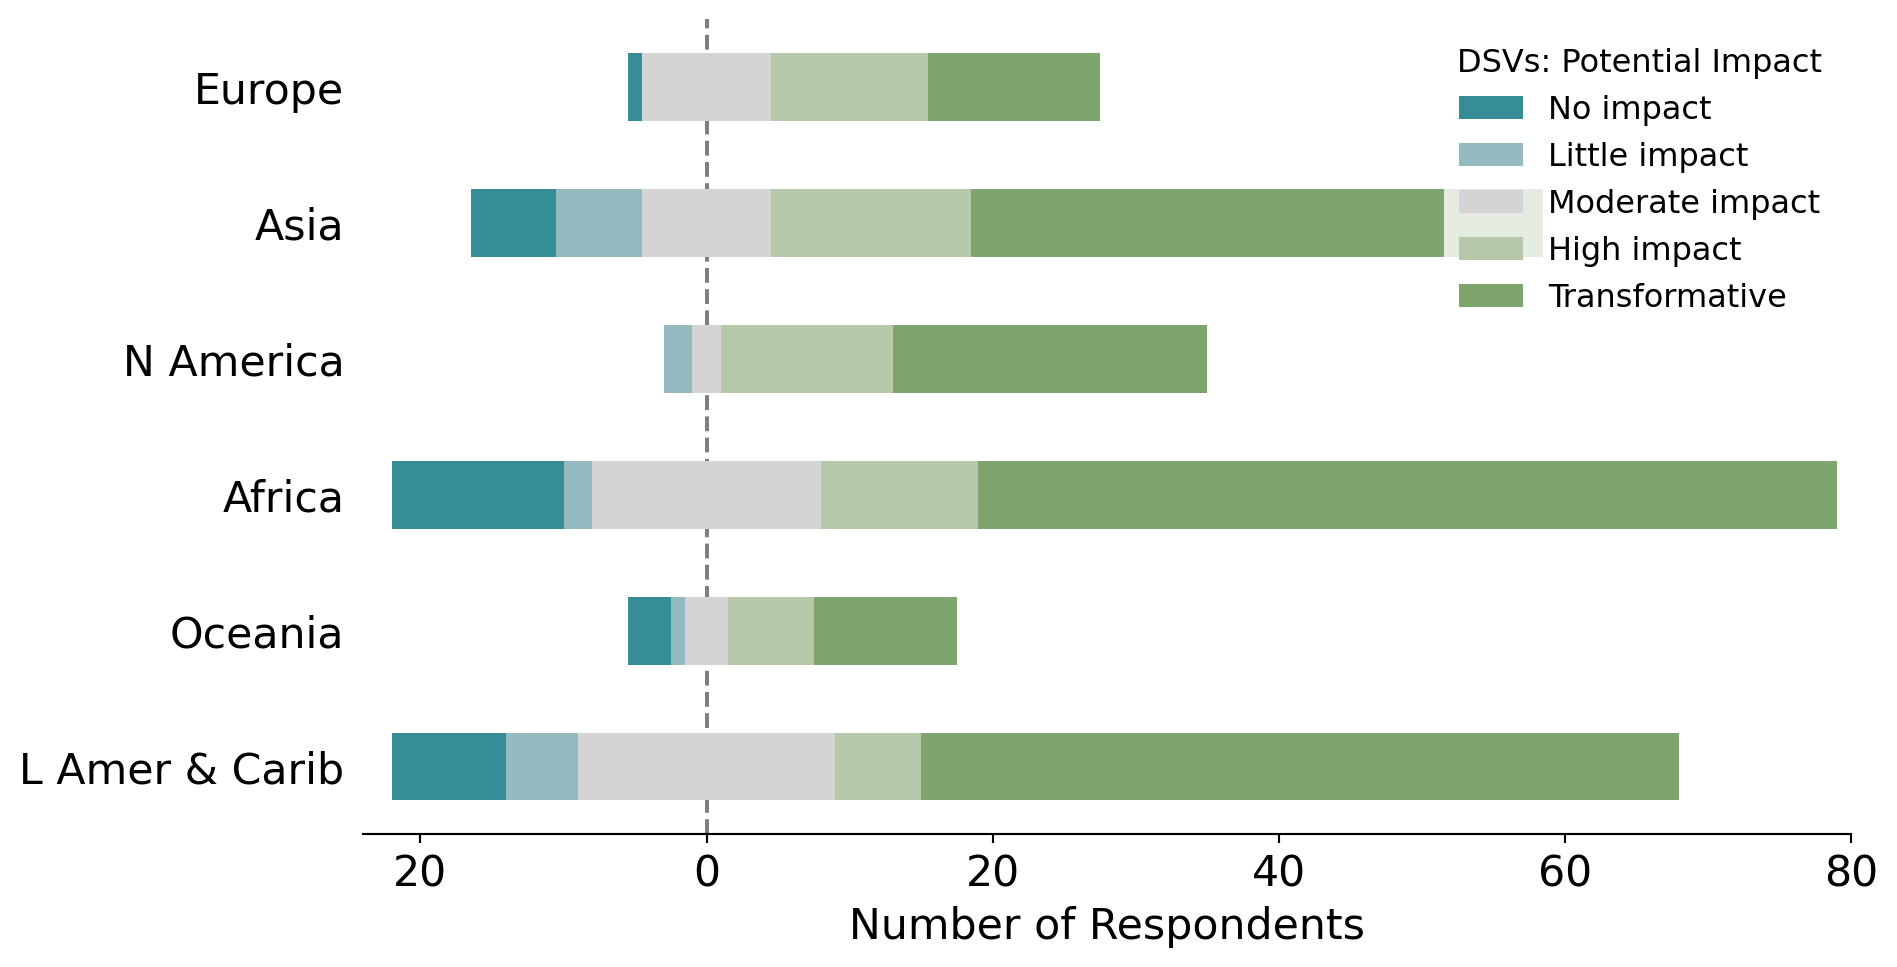 Europe
Asia
N America
Africa
Oceania
L Amer & Carib
DSVs: Potential Impact
No impact
Little impact
Moderate impact
High impact
Transformative
20 0 20 40 60 80
Number of Respondents